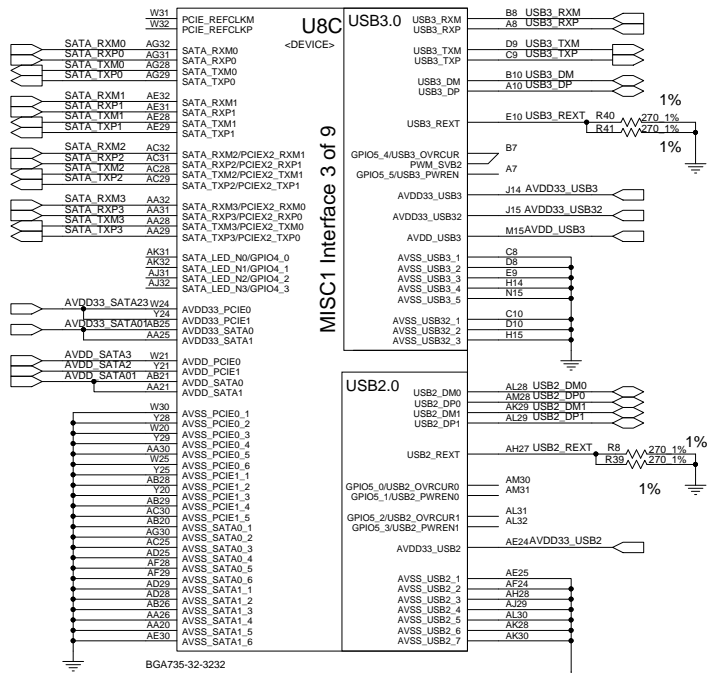 W31 PCIE_REFCLKM
W32 PCIE_REFCLKP
U8C
<DEVICE>
MISC1 Interface 3 of 9
SATA_RXM0 AG32 SATA_RXM0
SATA_RXP0 AG31 SATA_RXP0
SATA_TXM0 AG28 SATA_TXM0
SATA_TXP0 AG29 SATA_TXP0
SATA_RXM1 AE32 SATA_RXM1
SATA_RXP1 AE31 SATA_RXP1
SATA_TXM1 AE28 SATA_TXM1
SATA_TXP1 AE29 SATA_TXP1
SATA_RXM2 AC32 SATA_RXM2/PCIEX2_RXM1
SATA_RXP2 AC31 SATA_RXP2/PCIEX2_RXP1
SATA_TXM2 AC28 SATA_TXM2/PCIEX2_TXM1
SATA_TXP2 AC29 SATA_TXP2/PCIEX2_TXP1
SATA_RXM3 AA32 SATA_RXM3/PCIEX2_RXM0
SATA_RXP3 AA31 SATA_RXP3/PCIEX2_RXP0
SATA_TXM3 AA28 SATA_TXM3/PCIEX2_TXM0
SATA_TXP3 AA29 SATA_TXP3/PCIEX2_TXP0
AK31 SATA_LED_N0/GPIO4_0
AK32 SATA_LED_N1/GPIO4_1
AJ31 SATA_LED_N2/GPIO4_2
AJ32 SATA_LED_N3/GPIO4_3
AVDD33_SATA23 W24 AVDD33_PCIE0
Y24 AVDD33_PCIE1
AVDD33_SATA01 AB25 AVDD33_SATA0
AA25 AVDD33_SATA1
AVDD_SATA3 W21 AVDD_PCIE0
AVDD_SATA2 Y21 AVDD_PCIE1
AVDD_SATA01 AB21 AVDD_SATA0
AA21 AVDD_SATA1
W30 AVSS_PCIE0_1
Y28 AVSS_PCIE0_2
W20 AVSS_PCIE0_3
Y29 AVSS_PCIE0_4
AA30 AVSS_PCIE0_5
W25 AVSS_PCIE0_6
Y25 AVSS_PCIE1_1
AB28 AVSS_PCIE1_2
Y20 AVSS_PCIE1_3
AB29 AVSS_PCIE1_4
AC30 AVSS_PCIE1_5
AB20 AVSS_SATA0_1
AG30 AVSS_SATA0_2
AC25 AVSS_SATA0_3
AD25 AVSS_SATA0_4
AF28 AVSS_SATA0_5
AF29 AVSS_SATA0_6
AD29 AVSS_SATA1_1
AD28 AVSS_SATA1_2
AB26 AVSS_SATA1_3
AA26 AVSS_SATA1_4
AA20 AVSS_SATA1_5
AE30 AVSS_SATA1_6
BGA735-32-3232
USB3.0
USB3_RXM B8 USB3_RXM
USB3_RXP A8 USB3_RXP
USB3_TXM D9 USB3_TXM
USB3_TXP C9 USB3_TXP
USB3_DM B10 USB3_DM
USB3_DP A10 USB3_DP
1%
USB3_REXT E10 USB3_REXT R40 270_1%
R41 270_1%
1%
GPIO5_4/USB3_OVRCUR B7
PWM_SVB2
GPIO5_5/USB3_PWREN A7
AVDD33_USB3 J14 AVDD33_USB3
AVDD33_USB32 J15 AVDD33_USB32
AVDD_USB3 M15 AVDD_USB3
AVSS_USB3_1 C8
AVSS_USB3_2 D8
AVSS_USB3_3 E9
AVSS_USB3_4 H14
AVSS_USB3_5 N15
AVSS_USB32_1 C10
AVSS_USB32_2 D10
AVSS_USB32_3 H15
USB2.0
USB2_DM0 AL28 USB2_DM0
USB2_DP0 AM28 USB2_DP0
USB2_DM1 AK29 USB2_DM1
USB2_DP1 AL29 USB2_DP1
USB2_REXT AH27 USB2_REXT R8 270_1% 1%
R39 270_1%
1%
GPIO5_0/USB2_OVRCUR0 AM30
GPIO5_1/USB2_PWREN0 AM31
GPIO5_2/USB2_OVRCUR1 AL31
GPIO5_3/USB2_PWREN1 AL32
AVDD33_USB2 AE24 AVDD33_USB2
AVSS_USB2_1 AE25
AVSS_USB2_2 AF24
AVSS_USB2_3 AH28
AVSS_USB2_4 AJ29
AVSS_USB2_5 AL30
AVSS_USB2_6 AK28
AVSS_USB2_7 AK30